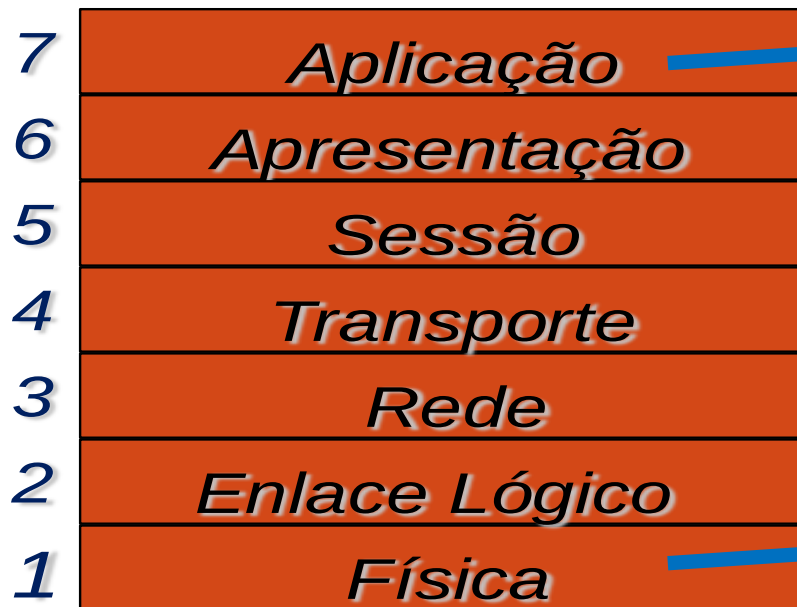 7 Aplicação
6 Apresentação
5 Sessão
4 Transporte
3 Rede
2 Enlace Lógico
1 Física